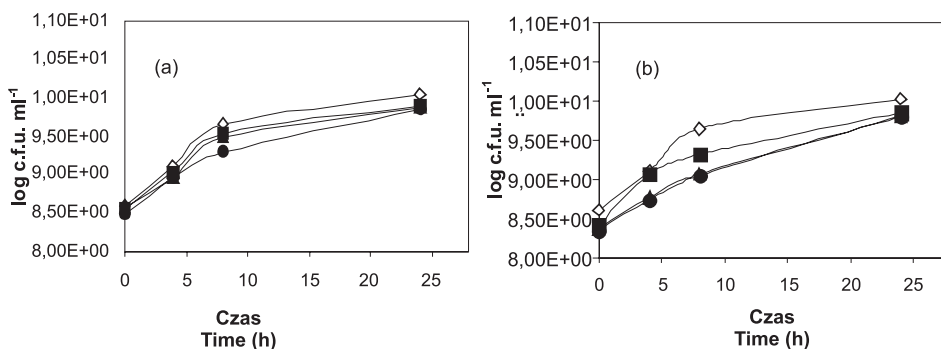 1,10E+01
1,05E+01
1,00E+01
9,50E+00
9,00E+00
8,50E+00
8,00E+00
log c.f.u. ml-1
(a)
0 5 10 15 20 25
Czas
Time (h)
1,10E+01
1,05E+01
1,00E+01
9,50E+00
9,00E+00
8,50E+00
8,00E+00
log c.f.u. ml-1
(b)
0 5 10 15 20 25
Czas
Time (h)